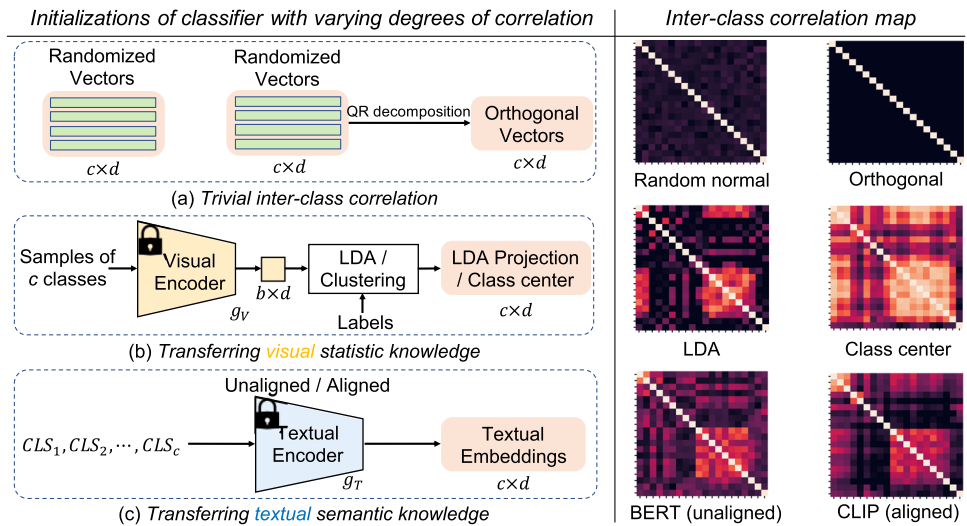 Initializations of classifier with varying degrees of correlation
Inter-class correlation map
Randomized
Vectors
c×d
Randomized
Vectors
c×d
QR decomposition
Orthogonal
Vectors
c×d
(a) Trivial inter-class correlation
Random normal
Orthogonal
Samples of
c classes
Visual
Encoder
g_V
b×d
LDA /
Clustering
Labels
LDA Projection
/ Class center
c×d
(b) Transferring visual statistic knowledge
LDA
Class center
Unaligned / Aligned
CLS₁, CLS₂, ⋯, CLS_c
Textual
Encoder
g_T
Textual
Embeddings
c×d
(c) Transferring textual semantic knowledge
BERT (unaligned)
CLIP (aligned)